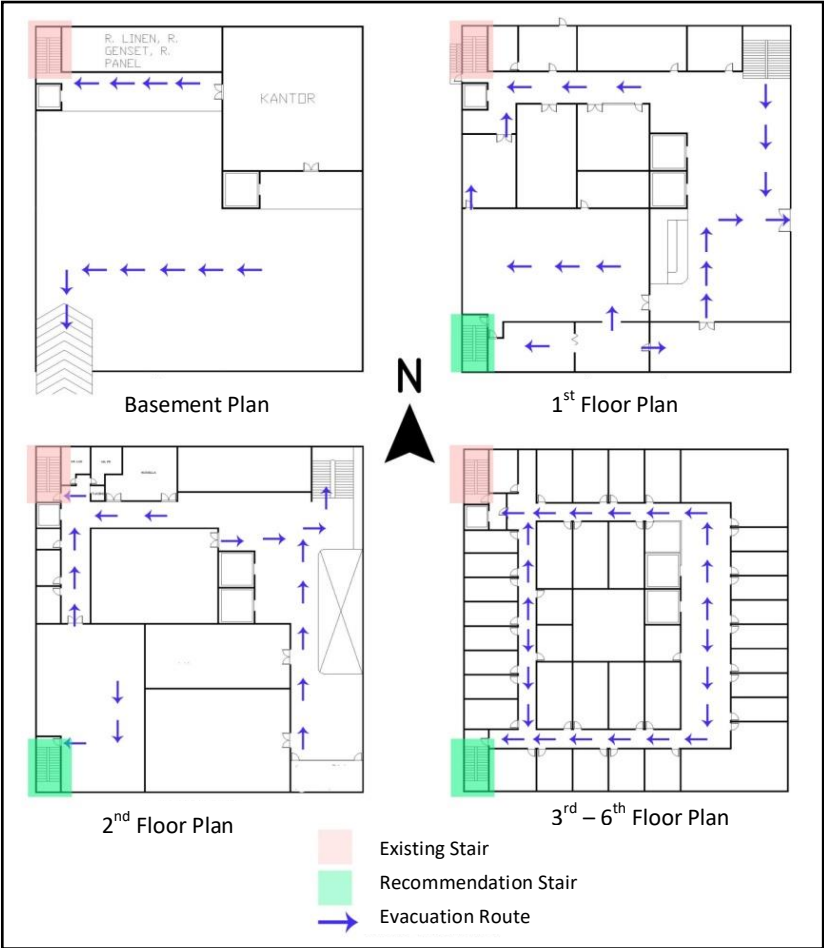 R. LINEN, R.
GENSET, R.
PANEL
KANTOR
Basement Plan
1st Floor Plan
N
2nd Floor Plan
3rd – 6th Floor Plan
Existing Stair
Recommendation Stair
Evacuation Route